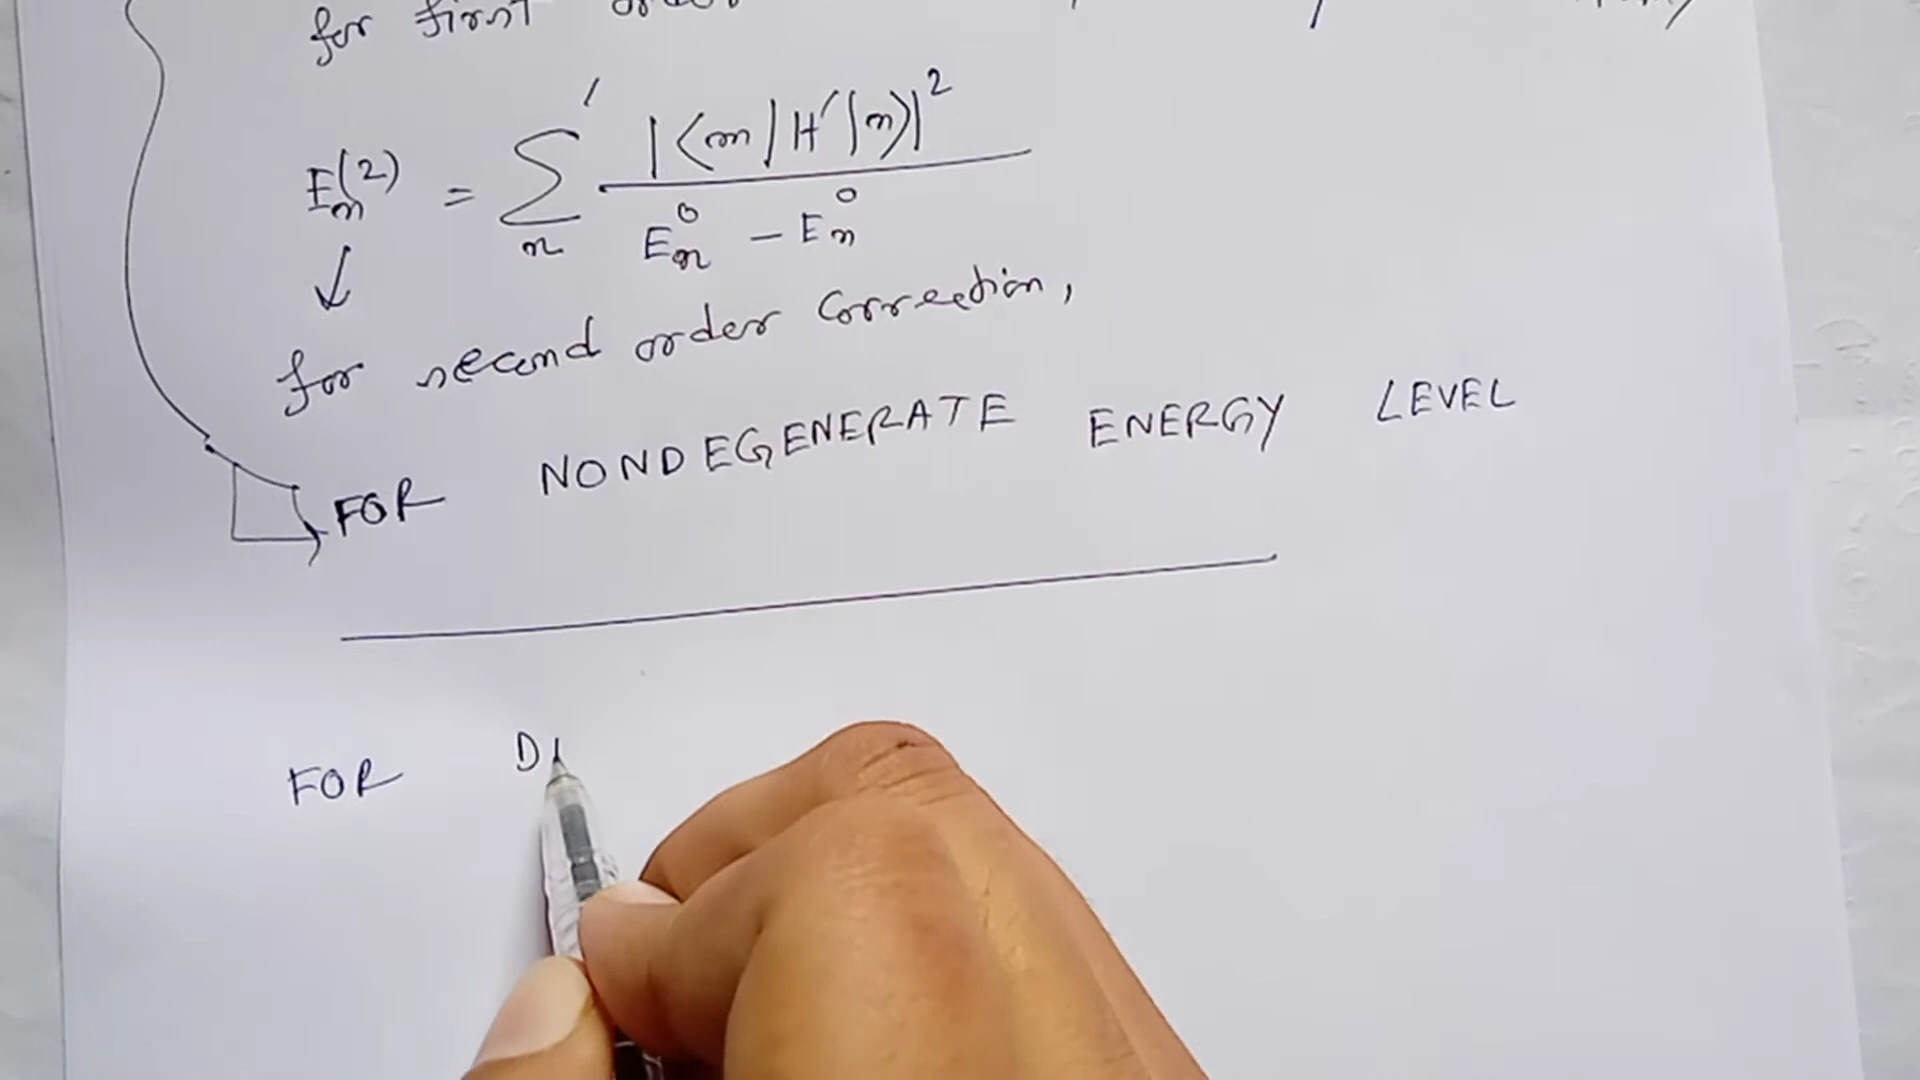 for first order
E_n^(2) = ∑'_n |⟨m|H'|n⟩|^2 / E_n^0 - E_m^0
↓
for second order correction,
FOR NONDEGENERATE ENERGY LEVEL
FOR D